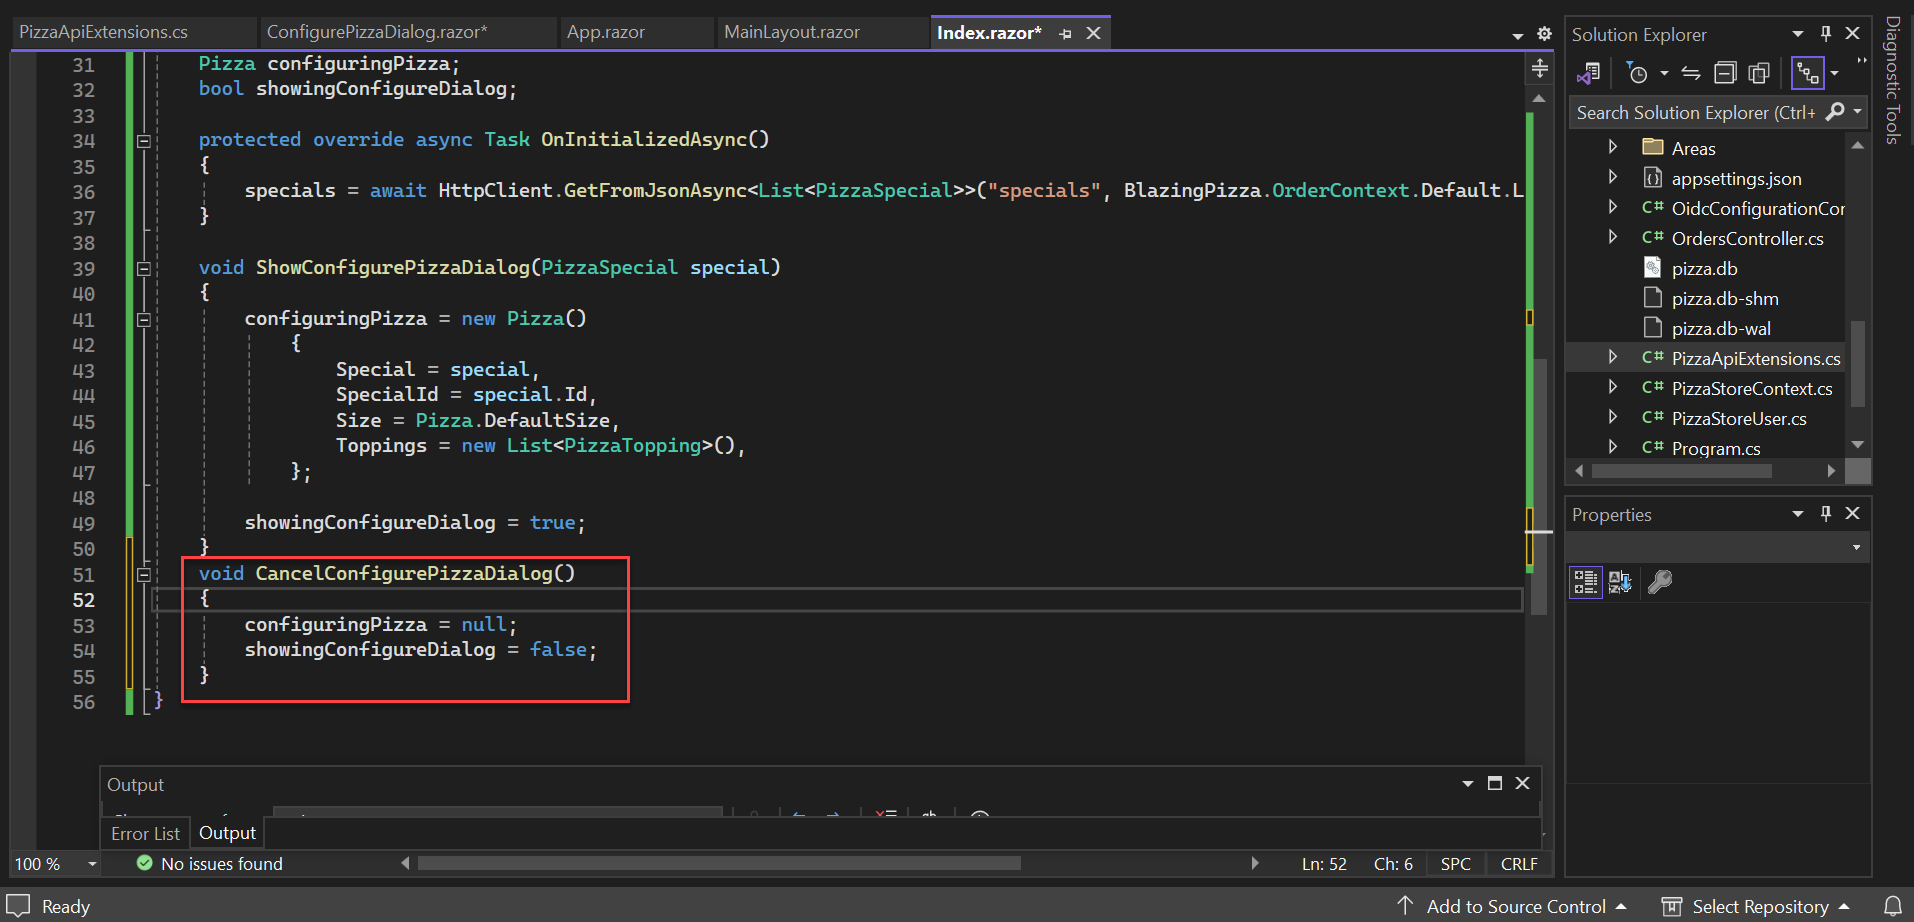 PizzaApiExtensions.cs
ConfigurePizzaDialog.razor*
App.razor
MainLayout.razor
Index.razor*
31 Pizza configuringPizza;
32 bool showingConfigureDialog;
33
34 protected override async Task OnInitializedAsync()
35 {
36 specials = await HttpClient.GetFromJsonAsync<List<PizzaSpecial>>("specials", BlazingPizza.OrderContext.Default.L
37 }
38
39 void ShowConfigurePizzaDialog(PizzaSpecial special)
40 {
41 configuringPizza = new Pizza()
42 {
43 Special = special,
44 SpecialId = special.Id,
45 Size = Pizza.DefaultSize,
46 Toppings = new List<PizzaTopping>(),
47 };
48
49 showingConfigureDialog = true;
50 }
51 void CancelConfigurePizzaDialog()
52 {
53 configuringPizza = null;
54 showingConfigureDialog = false;
55 }
56 }
Output
Error List
Output
100 %
No issues found
Ln: 52
Ch: 6
SPC
CRLF
Solution Explorer
Search Solution Explorer (Ctrl+
Areas
appsettings.json
C# OidcConfigurationCor
C# OrdersController.cs
pizza.db
pizza.db-shm
pizza.db-wal
C# PizzaApiExtensions.cs
C# PizzaStoreContext.cs
C# PizzaStoreUser.cs
C# Program.cs
Properties
Diagnostic Tools
Ready
Add to Source Control
Select Repository